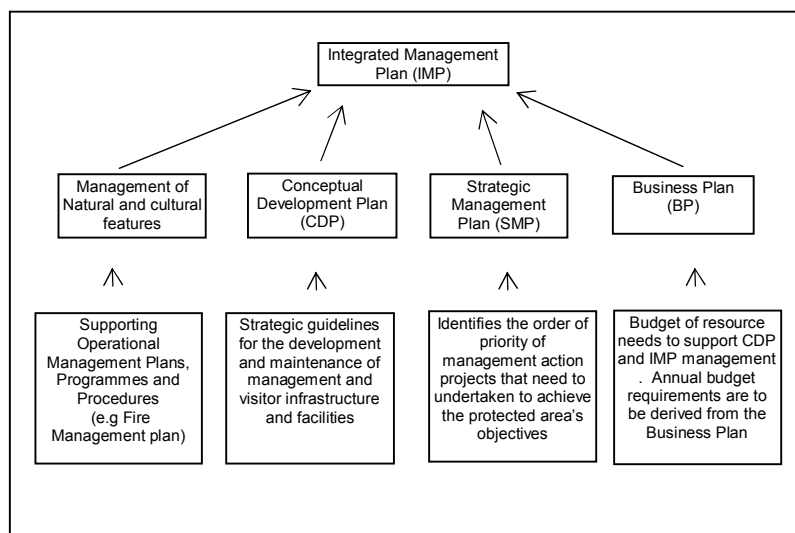 Integrated Management
Plan (IMP)
Management of
Natural and cultural
features
Conceptual
Development Plan
(CDP)
Strategic
Management
Plan (SMP)
Business Plan
(BP)
Supporting
Operational
Management Plans,
Programmes and
Procedures
(e.g Fire
Management plan)
Strategic guidelines
for the development
and maintenance of
management and
visitor infrastructure
and facilities
Identifies the order of
priority of
management action
projects that need to
undertaken to achieve
the protected area's
objectives
Budget of resource
needs to support CDP
and IMP management
. Annual budget
requirements are to
be derived from the
Business Plan